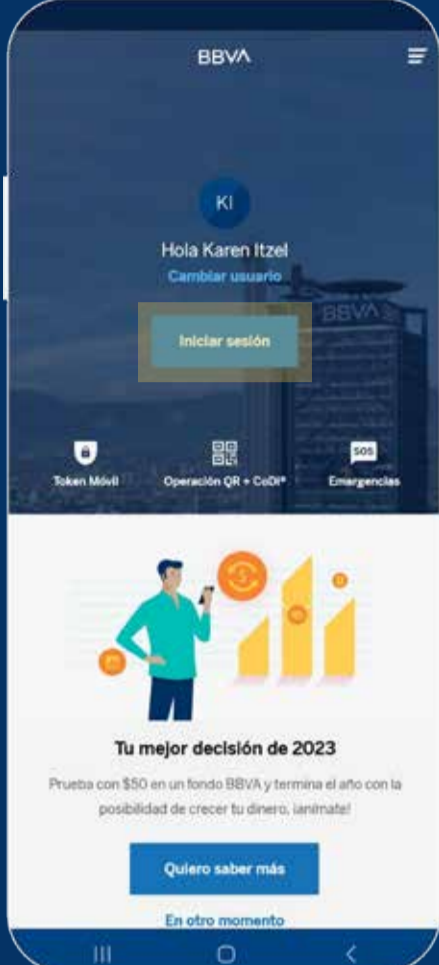 BBVA
KI
Hola Karen Itzel
Cambiar usuario
BBVA
Iniciar sesión
Token Móvil
Operación QR + CoDi®
SOS
Emergencias
$
Tu mejor decisión de 2023
Prueba con $50 en un fondo BBVA y termina el año con la
posibilidad de crecer tu dinero, ¡anímate!
Quiero saber más
En otro momento